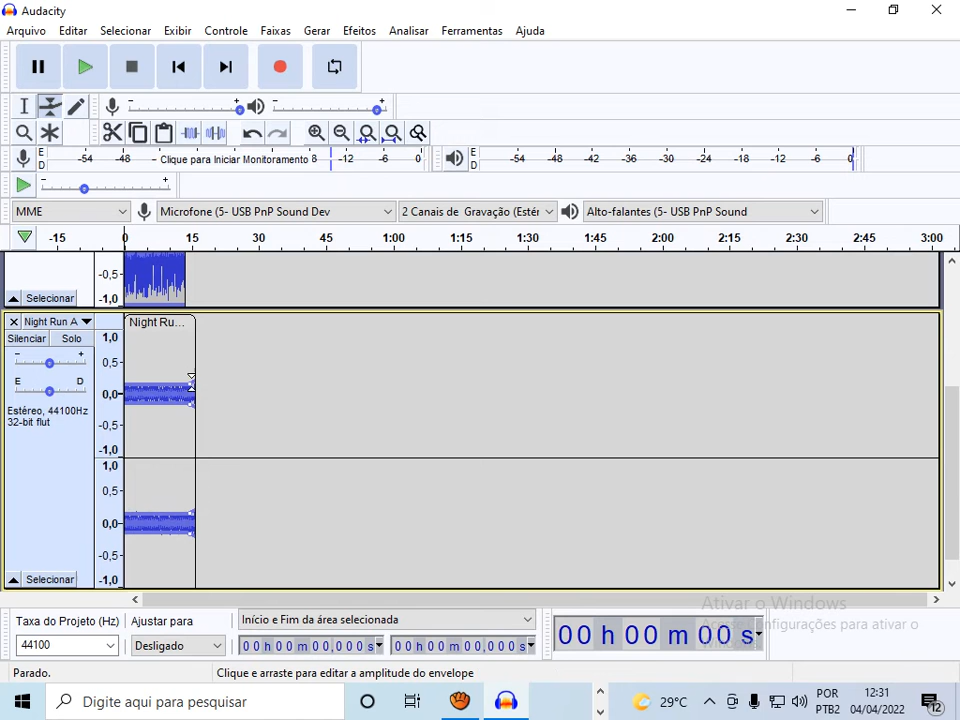 Audacity
Arquivo Editar Selecionar Exibir Controle Faixas Gerar Efeitos Analisar Ferramentas Ajuda
E
D
-54 -48 - Clique para Iniciar Monitoramento 8 -12 -6 0
E
D
-54 -48 -42 -36 -30 -24 -18 -12 -6 0
MME
Microfone (5- USB PnP Sound Dev
2 Canais de Gravação (Estér
Alto-falantes (5- USB PnP Sound
-15 0 15 30 45 1:00 1:15 1:30 1:45 2:00 2:15 2:30 2:45 3:00
-0,5
-1,0
Selecionar
Night Run A
Night Ru...
Silenciar Solo
E D
Estéreo, 44100Hz
32-bit flut
1,0
0,5
0,0
-0,5
-1,0
1,0
0,5
0,0
-0,5
-1,0
Selecionar
Taxa do Projeto (Hz) Ajustar para Início e Fim da área selecionada
44100 Desligado 00 h 00 m 00,000 s 00 h 00 m 00,000 s
00 h 00 m 00 s
Ativar o Windows
Acesse Configurações para ativar o
Windows.
Parado. Clique e arraste para editar a amplitude do envelope
Digite aqui para pesquisar
29°C
POR
PTB2
12:31
04/04/2022
12